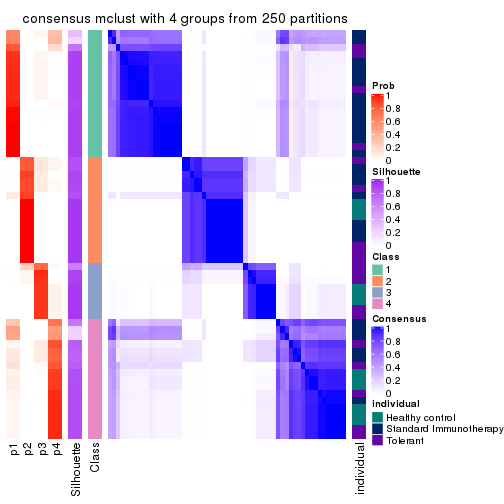 consensus mclust with 4 groups from 250 partitions
Prob
1
0.8
0.6
0.4
0.2
0
Silhouette
1
0.8
0.6
0.4
0.2
0
Class
1
2
3
4
Consensus
1
0.8
0.6
0.4
0.2
0
individual
Healthy control
Standard Immunotherapy
Tolerant
p1
p2
p3
p4
Silhouette
Class
individual